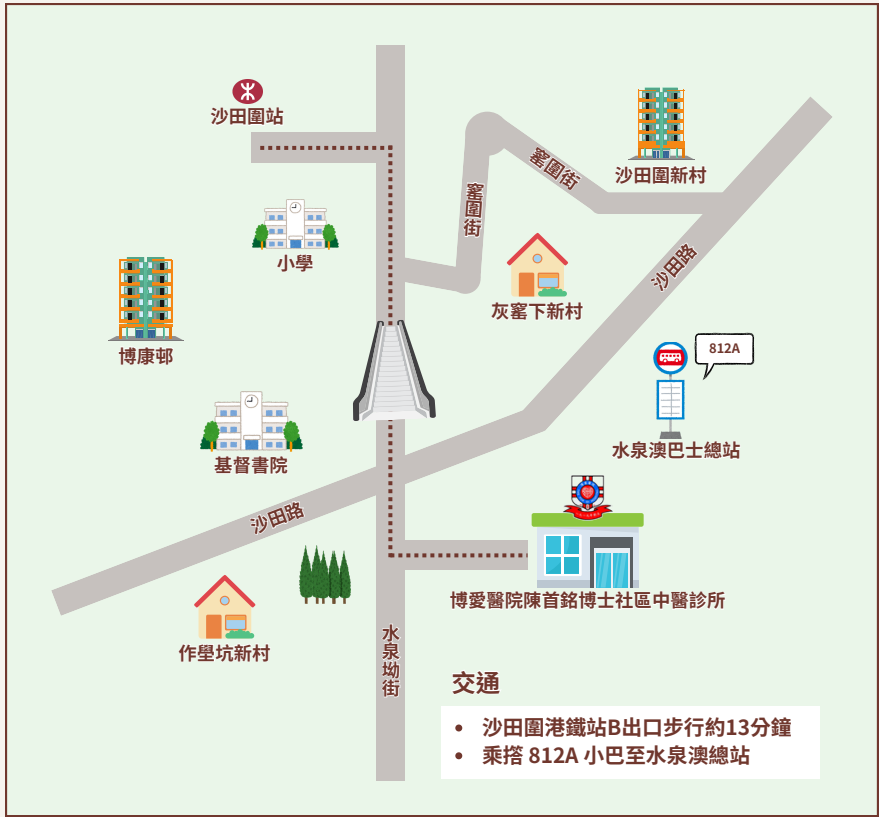 沙田圍站
沙田圍新村
窰圍街
窰圍街
小學
沙田路
灰窰下新村
博康邨
812A
水泉澳巴士總站
基督書院
沙田路
博愛醫院陳首銘博士社區中醫診所
作壆坑新村
水泉坳街
交通
• 沙田圍港鐵站B出口步行約13分鐘
• 乘撘 812A 小巴至水泉澳總站